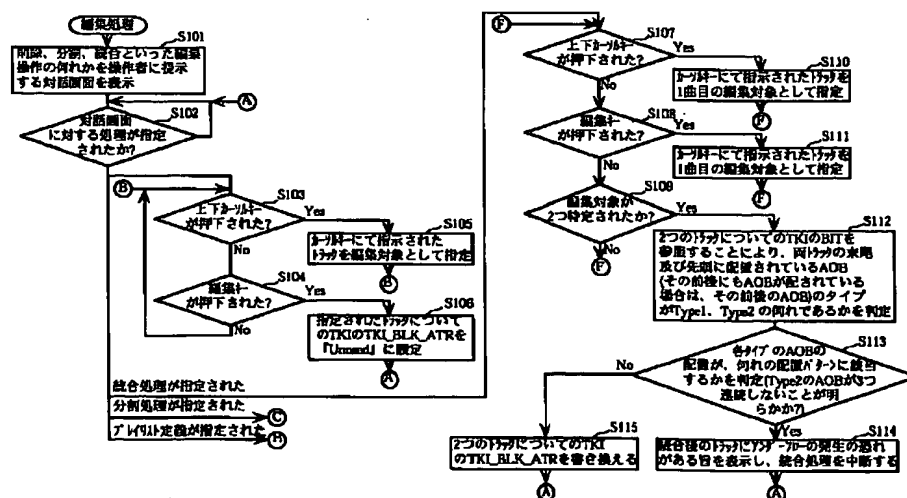 編集処理
S101
削除、分割、統合といった編集
操作の何れかを操作者に提示
する対話画面を表示
A
S102
対話画面
に対する処理が指定
されたか?
B
S103
上下カーソルキー
が押下された?
Yes
No
S105
カーソルキーにて指示された
トラックを編集対象として指定
B
S104
編集キー
が押下された?
Yes
No
S106
指定されたトラックについて
のTKIのTKI_BLK_ATRを
「Unused」に設定
A
統合処理が指定された
分割処理が指定された
C
プレイリスト定義が指定された
F
S107
上下カーソルキー
が押下された?
Yes
No
S110
カーソルキーにて指示されたトラックを
1曲目の編集対象として指定
F
S108
編集キー
が押下された?
Yes
No
S111
カーソルキーにて指示されたトラックを
1曲目の編集対象として指定
F
S109
編集対象が
2つ特定されたか?
Yes
No
F
S112
2つのトラックについてのTKIのBITを
参照することにより、両トラックの末尾
及び先頭に配置されているAOB
(その前後にもAOBが配されている
場合は、その前後のAOB)のタイプ
がType1、Type2の何れであるかを判定
S113
各タイプのAOBの
配置が、何れの配置パターンに該当
するかを判定(Type2のAOBが3つ
連続しないことが明
らかか?)
No
Yes
S115
2つのトラックについてのTKI
のTKI_BLK_ATRを書き換える
A
S114
統合後のトラックにアンダーフローの発生の恐れ
がある旨を表示し、統合処理を中断する
A